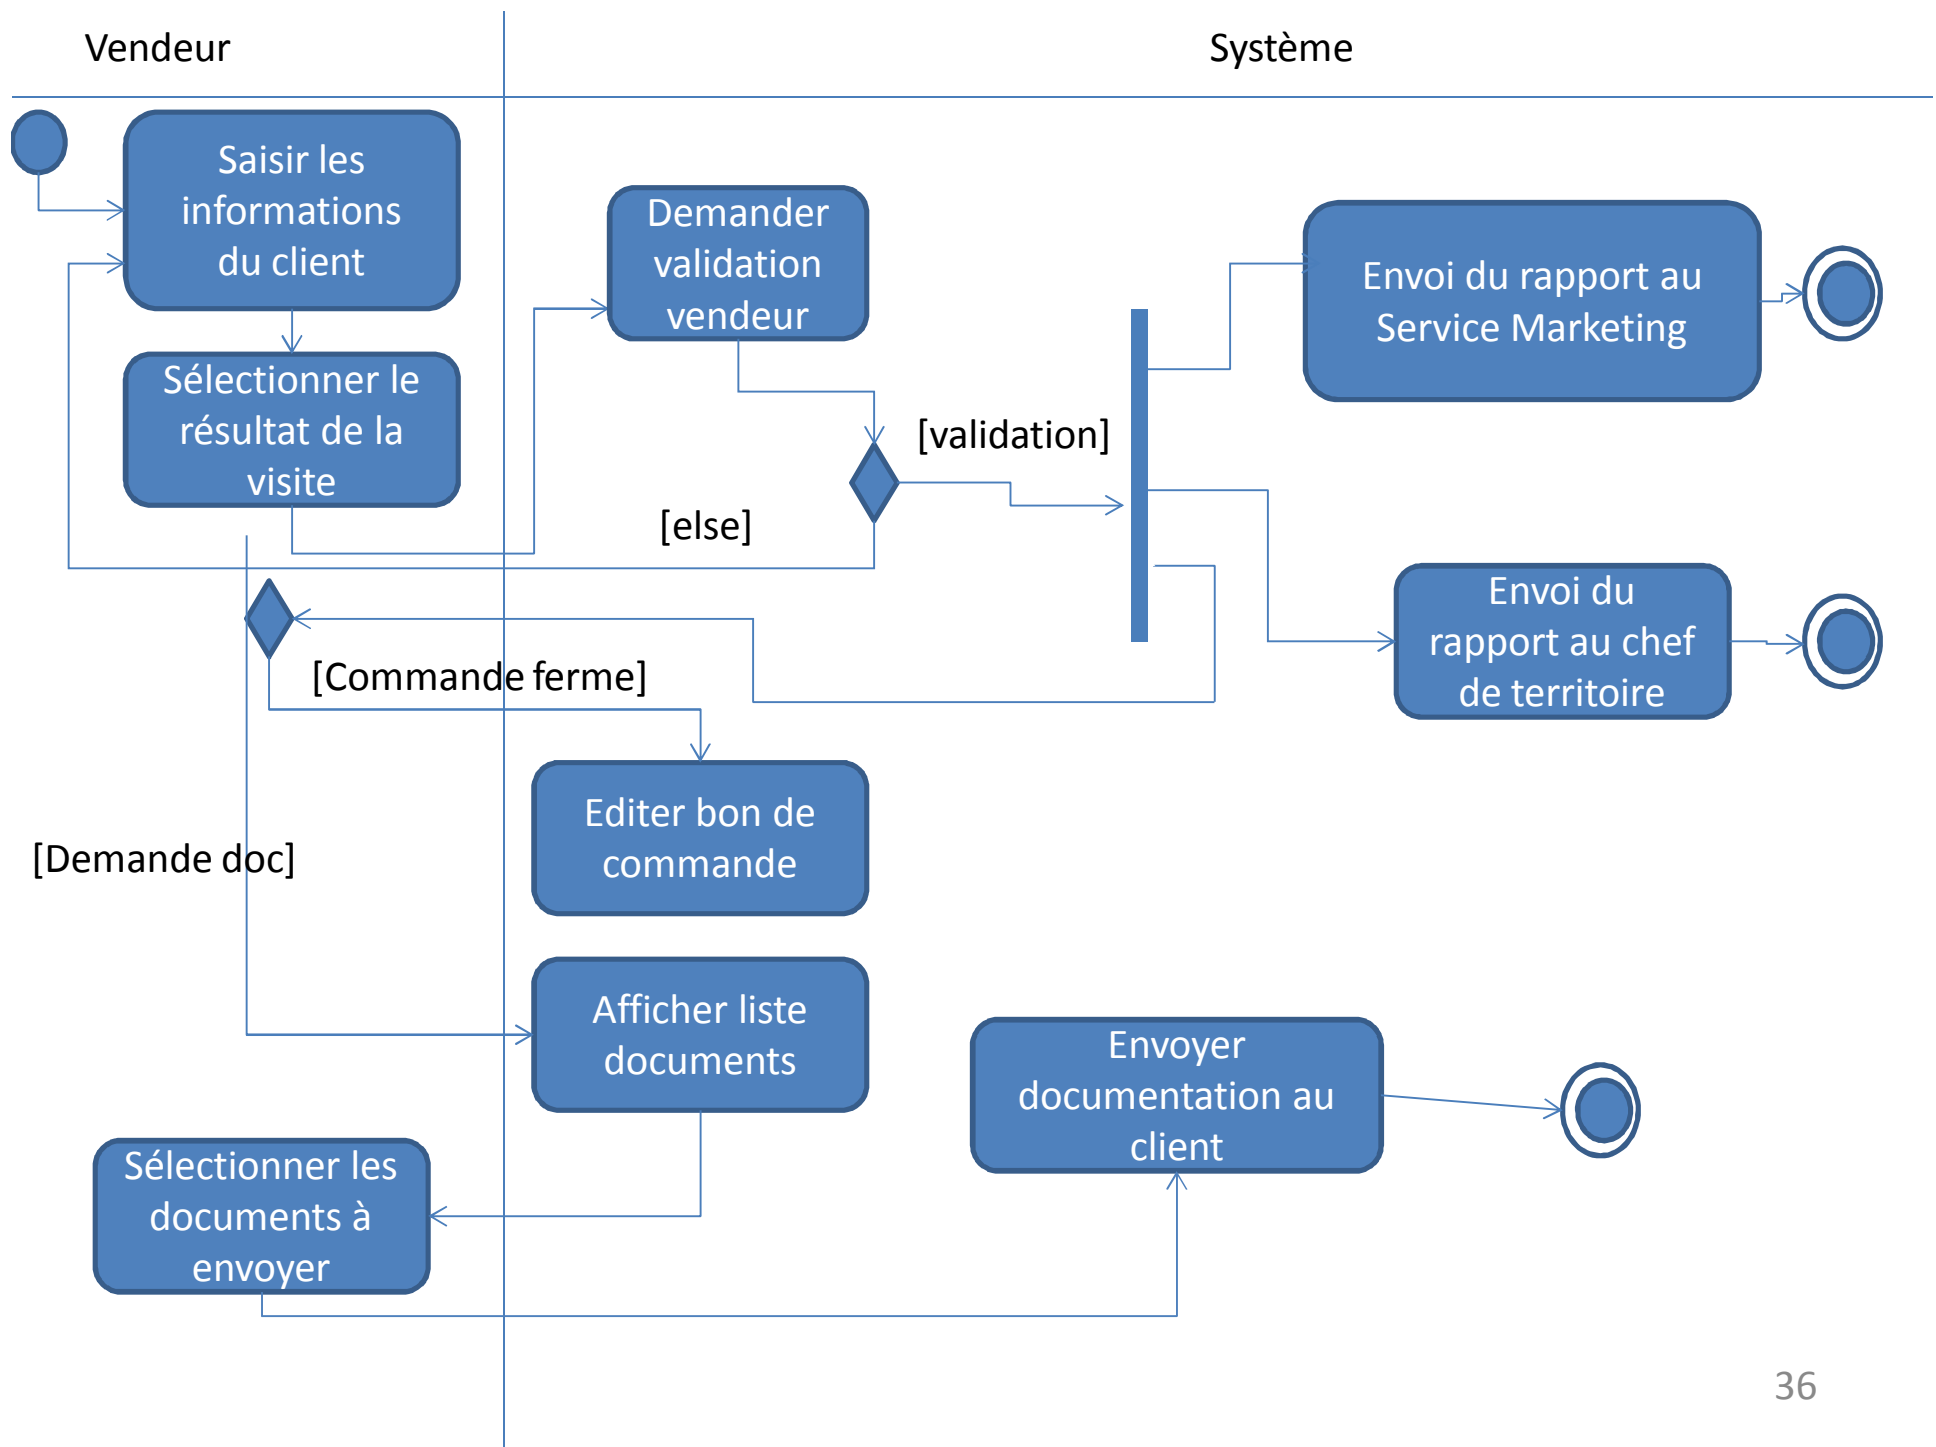 Vendeur
Système
Saisir les
informations
du client
Demander
validation
vendeur
Envoi du rapport au
Service Marketing
Sélectionner le
résultat de la
visite
[validation]
[else]
Envoi du
rapport au chef
de territoire
[Commande ferme]
Editer bon de
commande
[Demande doc]
Afficher liste
documents
Envoyer
documentation au
client
Sélectionner les
documents à
envoyer
36